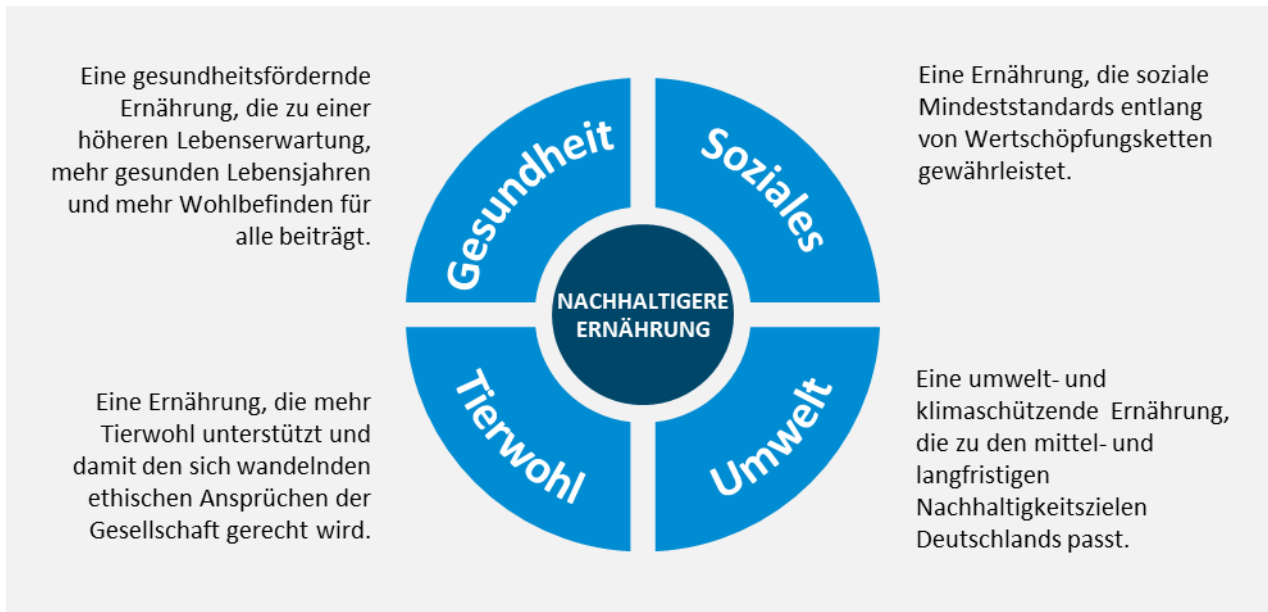 Eine gesundheitsfördernde
Ernährung, die zu einer
höheren Lebenserwartung,
mehr gesunden Lebensjahren
und mehr Wohlbefinden für
alle beiträgt.
Gesundheit
Soziales
Eine Ernährung, die soziale
Mindeststandards entlang
von Wertschöpfungsketten
gewährleistet.
NACHHALTIGERE
ERNÄHRUNG
Eine Ernährung, die mehr
Tierwohl unterstützt und
damit den sich wandelnden
ethischen Ansprüchen der
Gesellschaft gerecht wird.
Tierwohl
Umwelt
Eine umwelt- und
klimaschützende Ernährung,
die zu den mittel- und
langfristigen
Nachhaltigkeitszielen
Deutschlands passt.